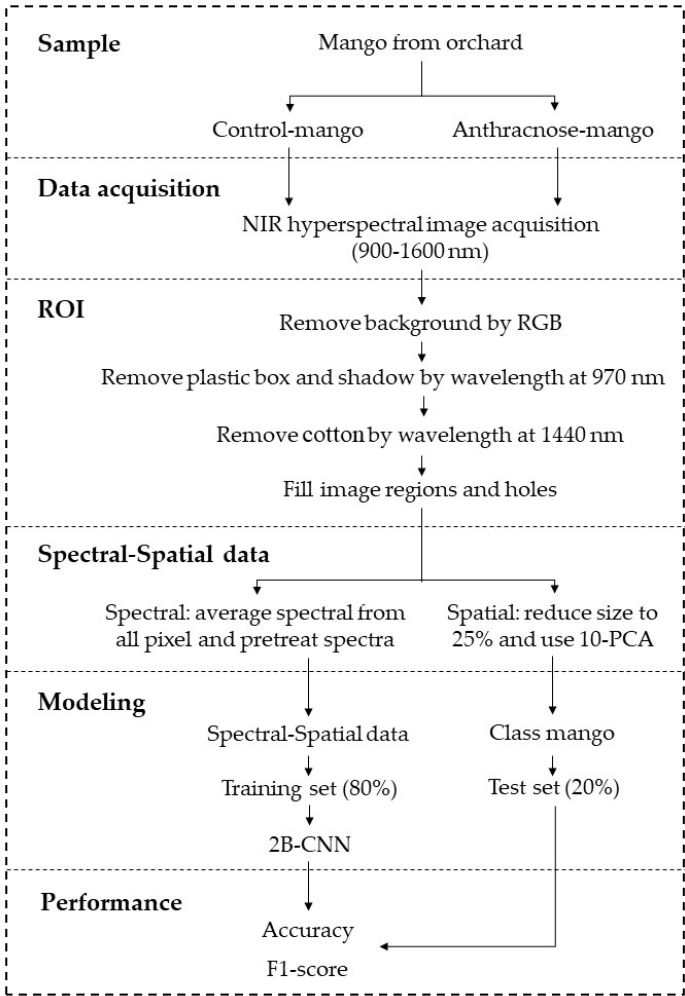 Sample
Mango from orchard
Control-mango
Anthracnose-mango
Data acquisition
NIR hyperspectral image acquisition
(900-1600 nm)
ROI
Remove background by RGB
Remove plastic box and shadow by wavelength at 970 nm
Remove cotton by wavelength at 1440 nm
Fill image regions and holes
Spectral-Spatial data
Spectral: average spectral from
all pixel and pretreat spectra
Spatial: reduce size to
25% and use 10-PCA
Modeling
Spectral-Spatial data
Class mango
Training set (80%)
Test set (20%)
2B-CNN
Performance
Accuracy
F1-score